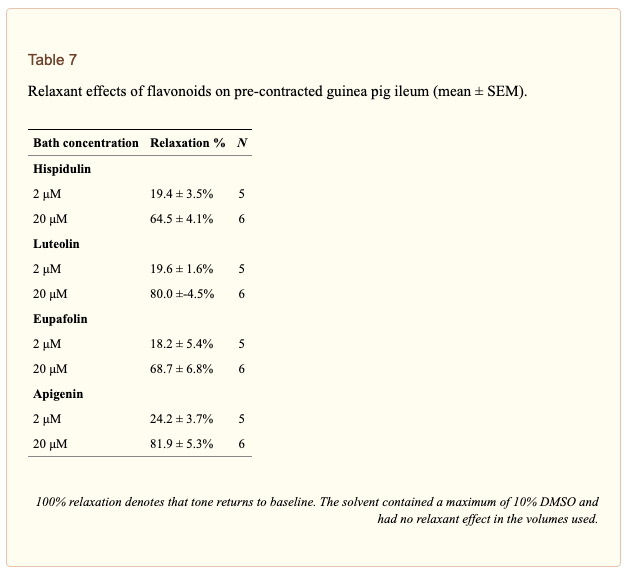 Table 7
Relaxant effects of flavonoids on pre-contracted guinea pig ileum (mean ± SEM).
Bath concentration Relaxation % N
Hispidulin
2 μM 19.4 ± 3.5% 5
20 μM 64.5 ± 4.1% 6
Luteolin
2 μM 19.6 ± 1.6% 5
20 μM 80.0 ±-4.5% 6
Eupafolin
2 μM 18.2 ± 5.4% 5
20 μM 68.7 ± 6.8% 6
Apigenin
2 μM 24.2 ± 3.7% 5
20 μM 81.9 ± 5.3% 6
100% relaxation denotes that tone returns to baseline. The solvent contained a maximum of 10% DMSO and
had no relaxant effect in the volumes used.